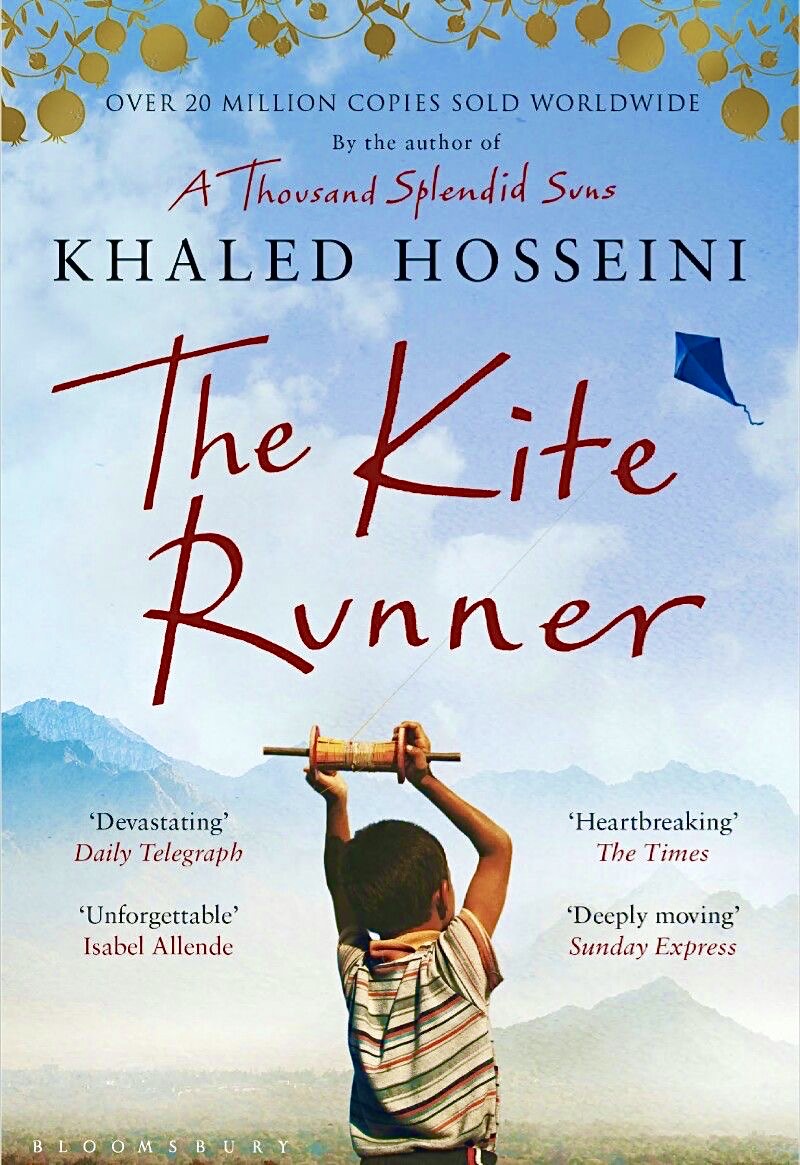 OVER 20 MILLION COPIES SOLD WORLDWIDE
By the author of
A Thousand Splendid Suns
KHALED HOSSEINI
The Kite
Runner
‘Devastating’
Daily Telegraph
‘Heartbreaking’
The Times
‘Unforgettable’
Isabel Allende
‘Deeply moving’
Sunday Express
BLOOMSBURY